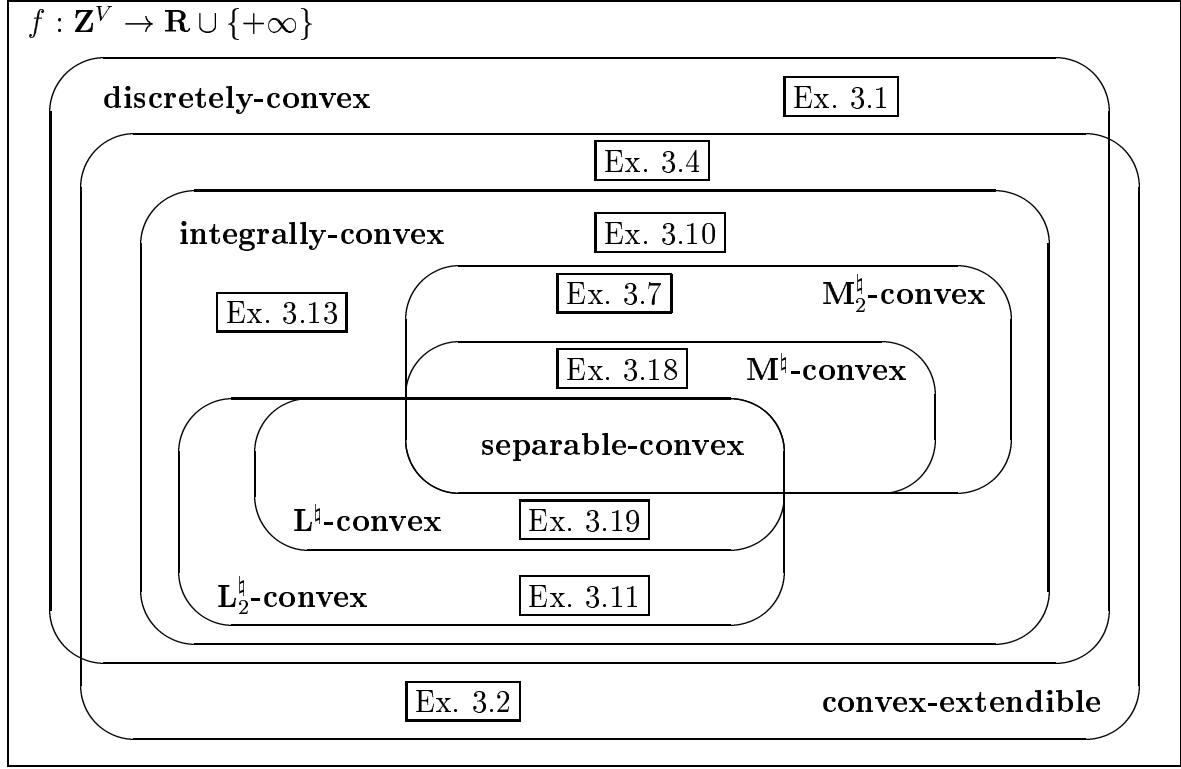 f : Z^V → R ∪ {+∞}
discretely-convex
Ex. 3.1
Ex. 3.4
integrally-convex
Ex. 3.10
Ex. 3.7
M₂^♮-convex
Ex. 3.13
Ex. 3.18
M^♮-convex
separable-convex
L^♮-convex
Ex. 3.19
L₂^♮-convex
Ex. 3.11
Ex. 3.2
convex-extendible